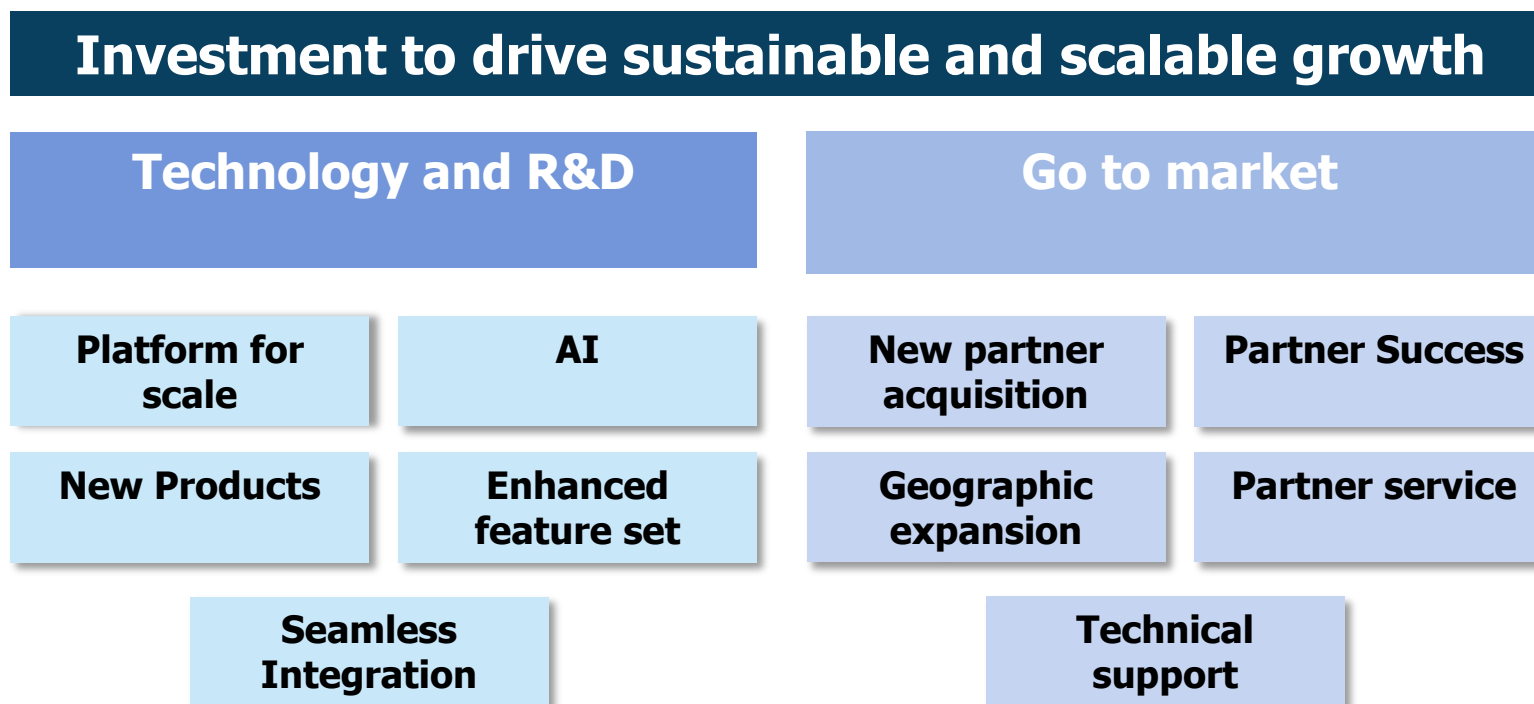 Investment to drive sustainable and scalable growth
Technology and R&D
Go to market
Platform for
scale
AI
New partner
acquisition
Partner Success
New Products
Enhanced
feature set
Geographic
expansion
Partner service
Seamless
Integration
Technical
support